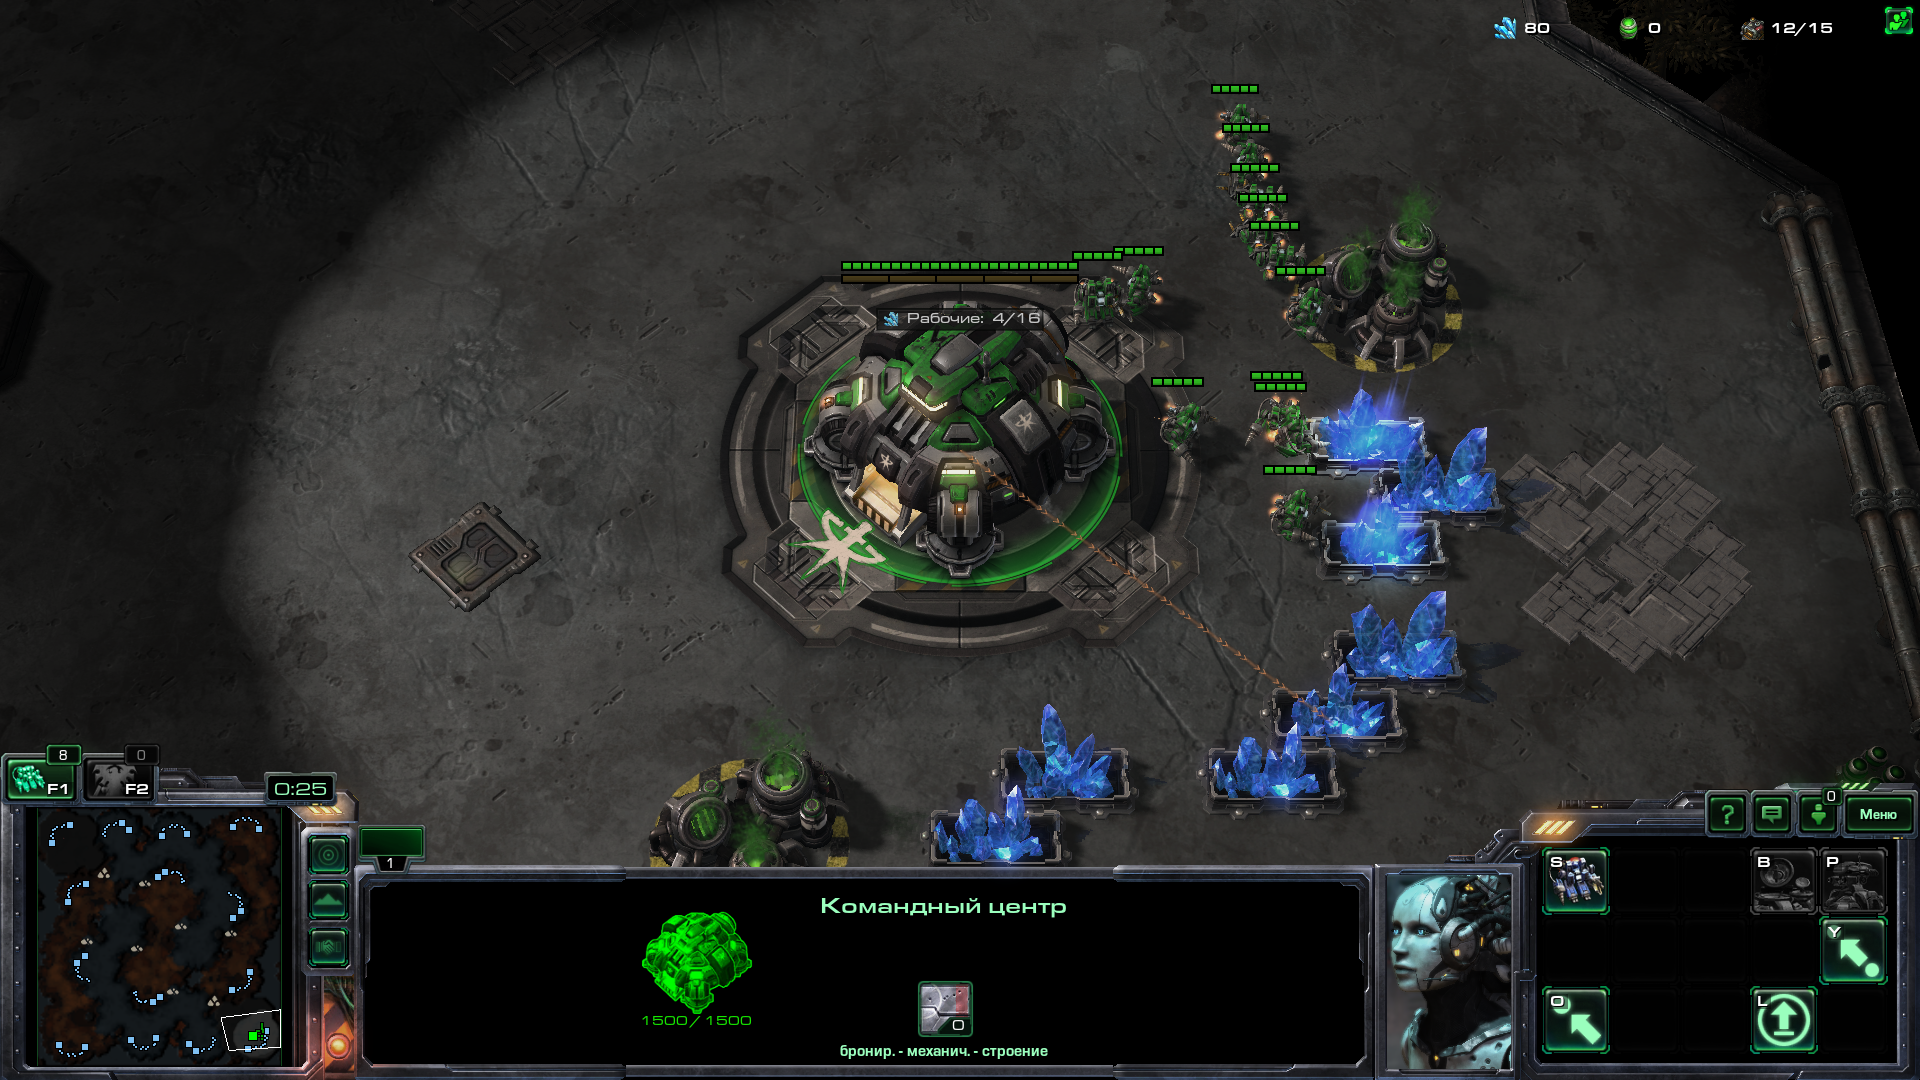 80
0
12/15
Рабочие: 4/16
8
0
F1
F2
0:25
1
Командный центр
1500/1500
0
бронир. - механич. - строение
?
0
Меню
S
B
P
Y
O
L